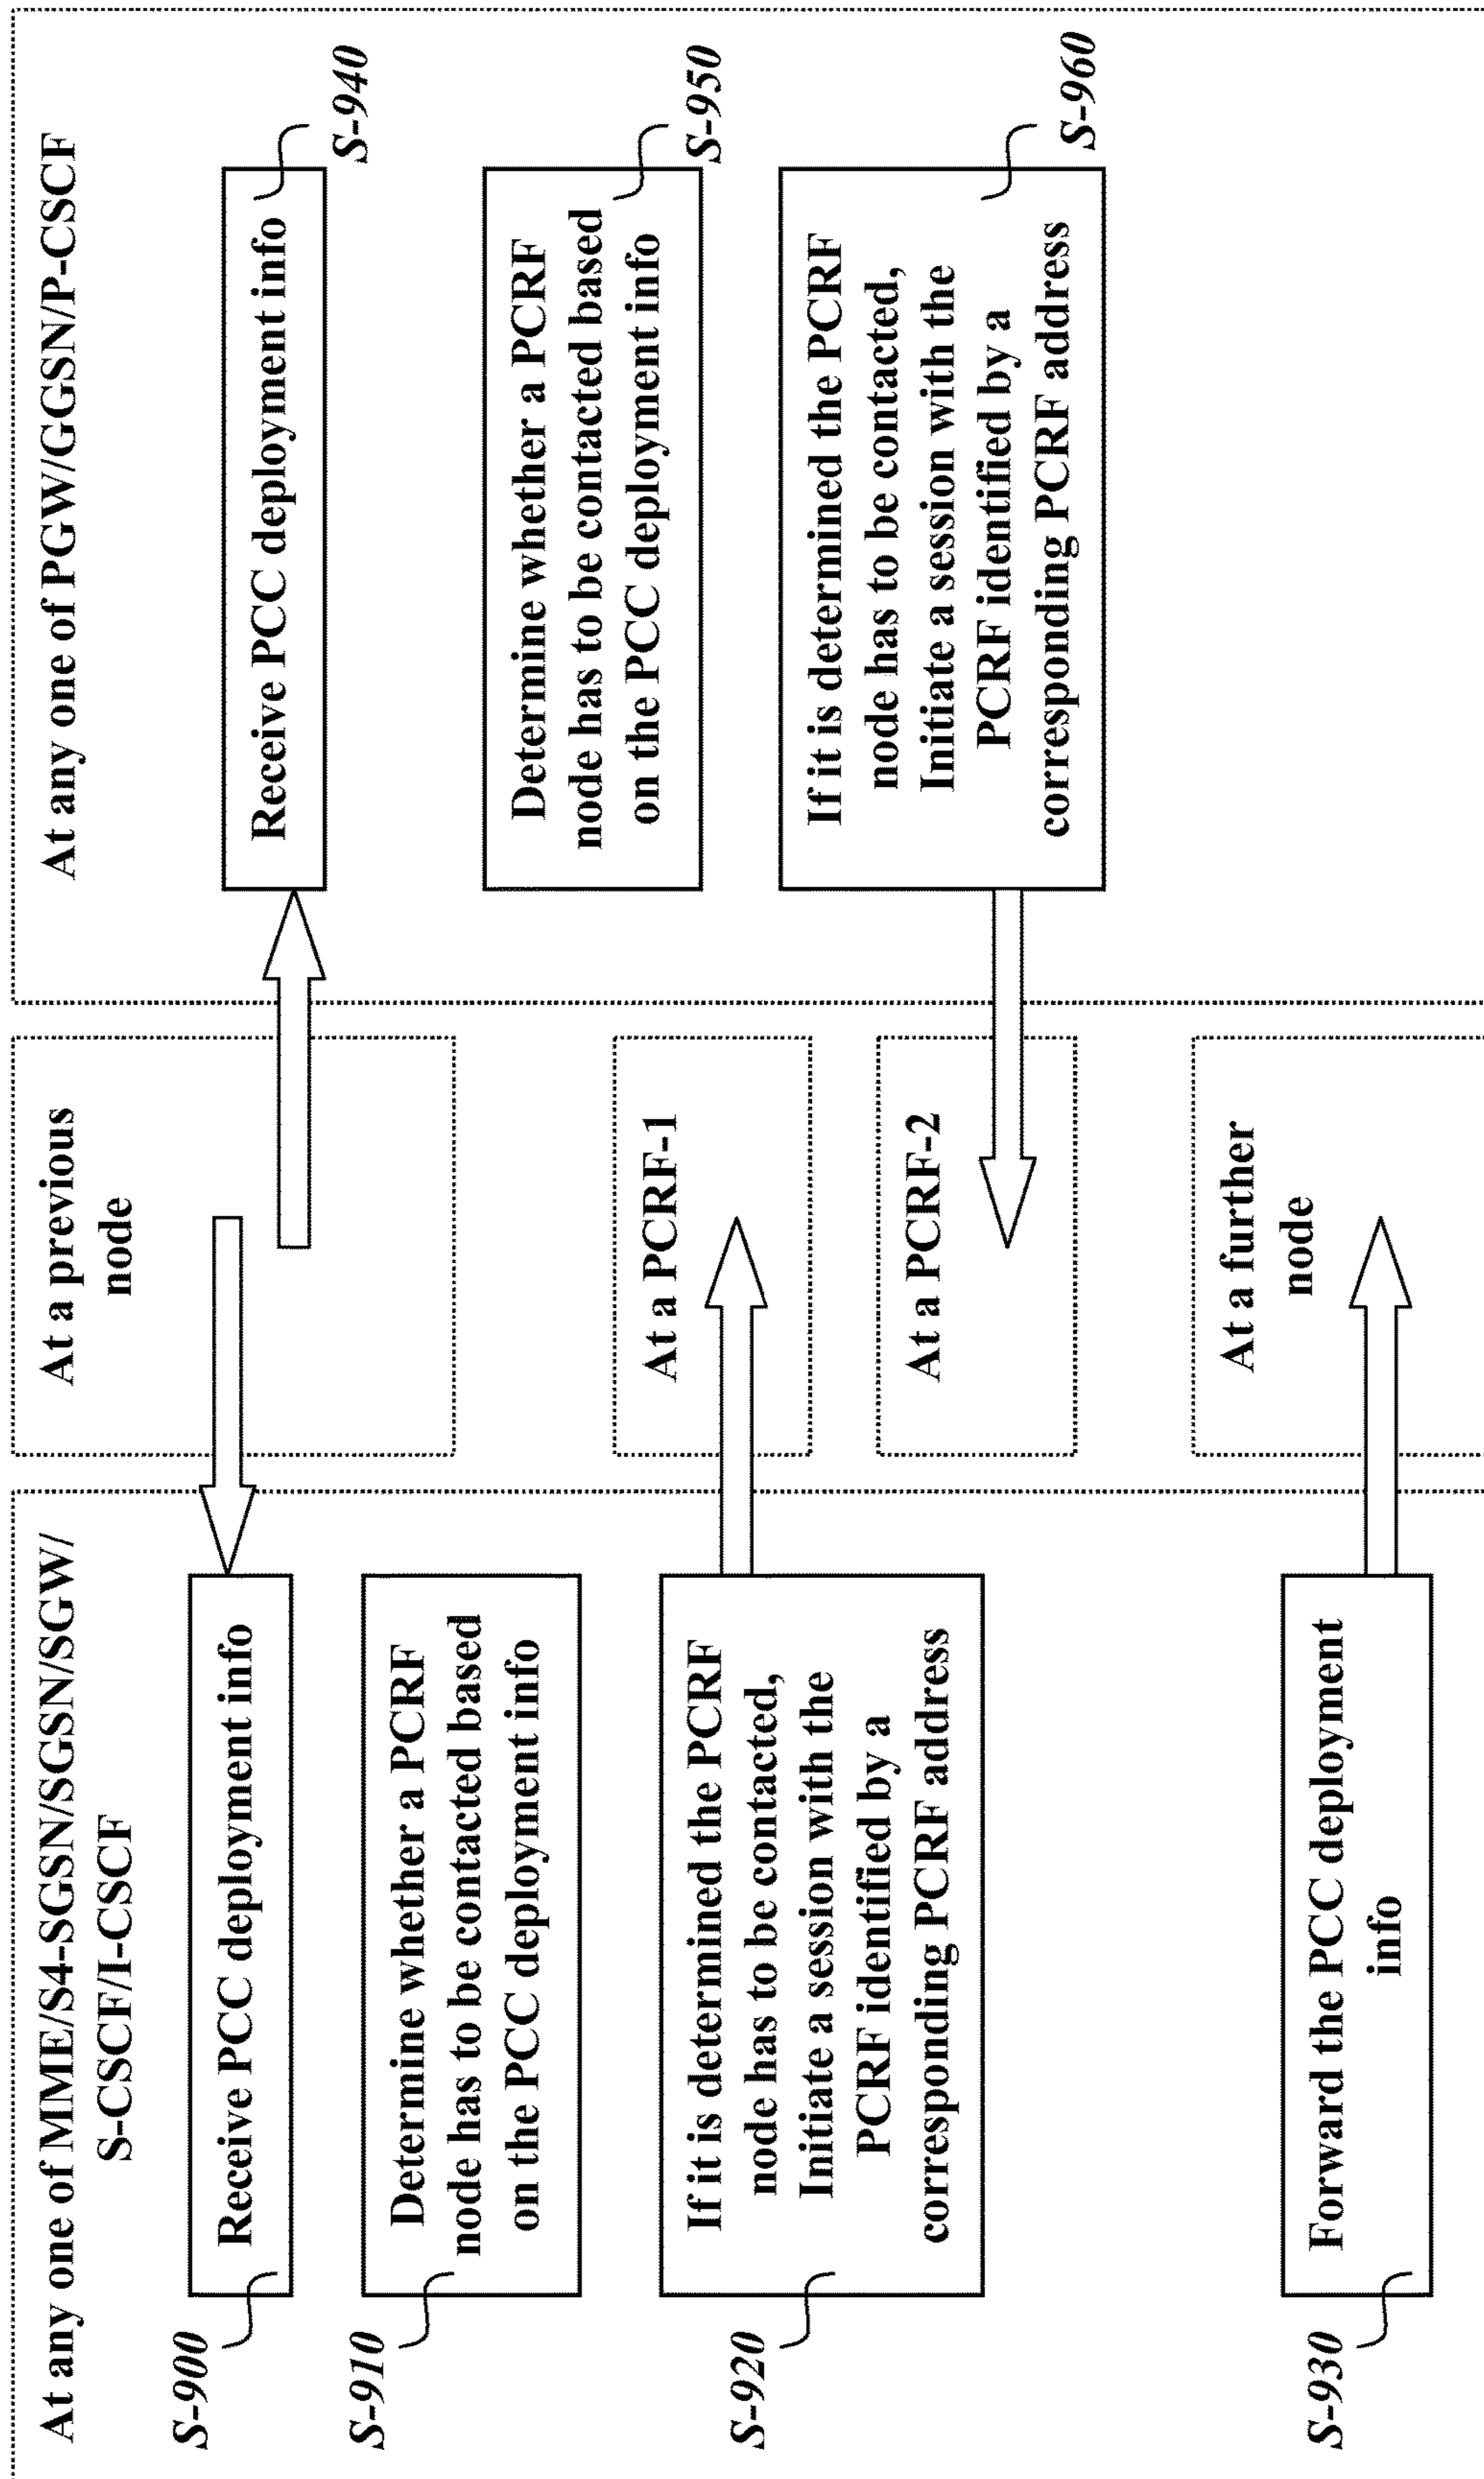 At any one of MME/S4-SGSN/SGSN/SGW/
S-CSCF/I-CSCF
S-900
Receive PCC deployment info
S-910
Determine whether a PCRF
node has to be contacted based
on the PCC deployment info
S-920
If it is determined the PCRF
node has to be contacted,
Initiate a session with the
PCRF identified by a
corresponding PCRF address
S-930
Forward the PCC deployment
info
At a previous
node
At a PCRF-1
At a PCRF-2
At a further
node
At any one of PGW/GGSN/P-CSCF
Receive PCC deployment info
S-940
Determine whether a PCRF
node has to be contacted based
on the PCC deployment info
S-950
If it is determined the PCRF
node has to be contacted,
Initiate a session with the
PCRF identified by a
corresponding PCRF address
S-960